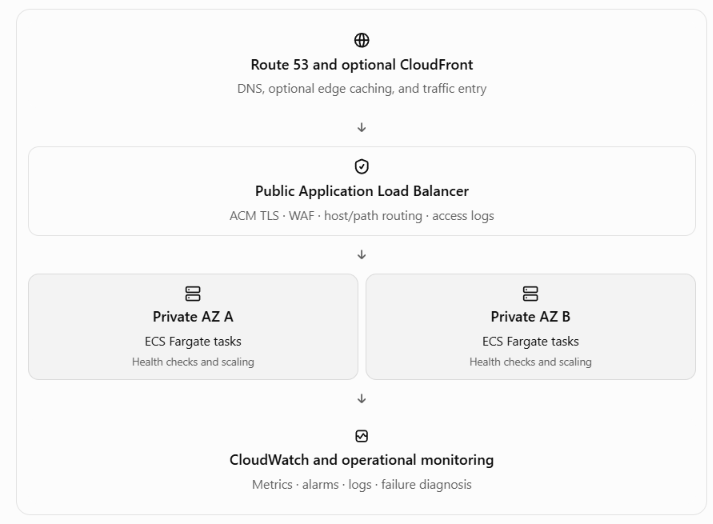 Route 53 and optional CloudFront
DNS, optional edge caching, and traffic entry
Public Application Load Balancer
ACM TLS · WAF · host/path routing · access logs
Private AZ A
ECS Fargate tasks
Health checks and scaling
Private AZ B
ECS Fargate tasks
Health checks and scaling
CloudWatch and operational monitoring
Metrics · alarms · logs · failure diagnosis